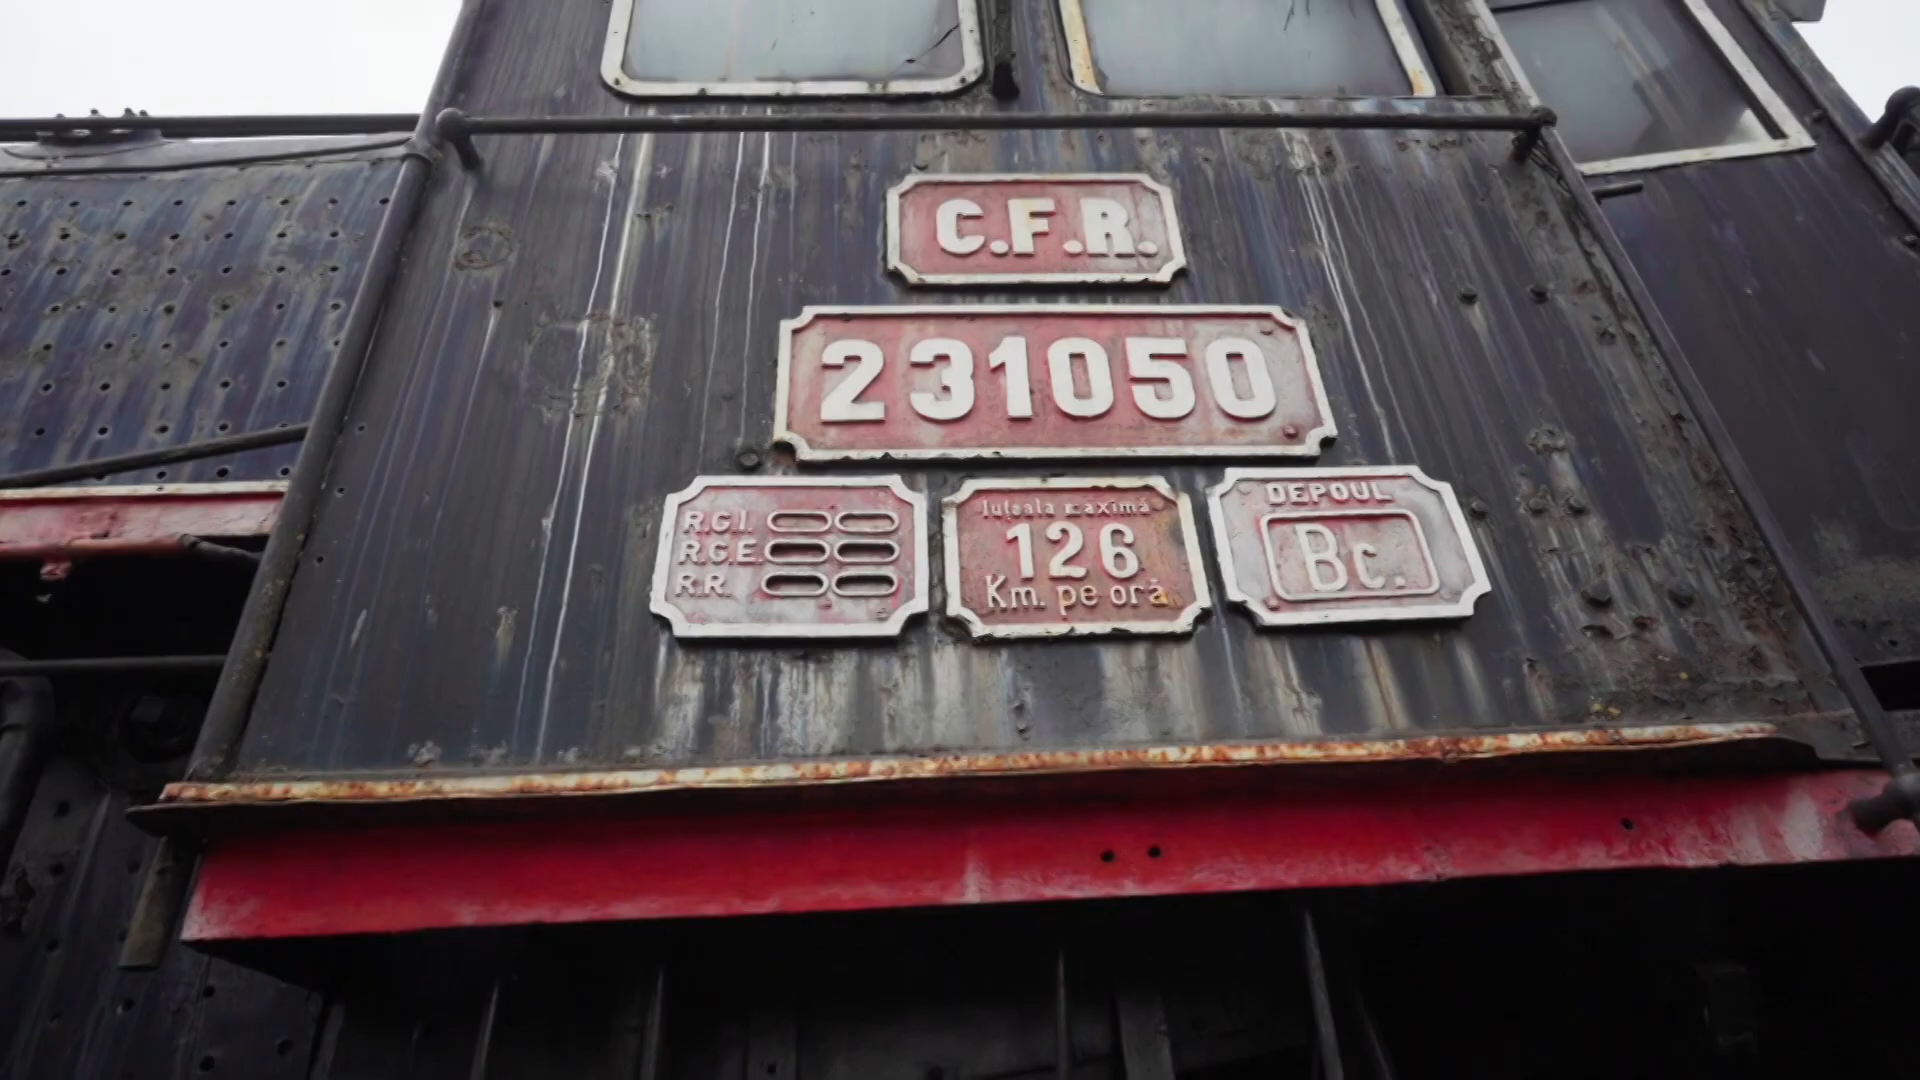 C.F.R.
231050
R.G.I.
R.G.E.
R.R.
Iuțeala maximă
126
Km. pe oră
DEPOUL
Bc.